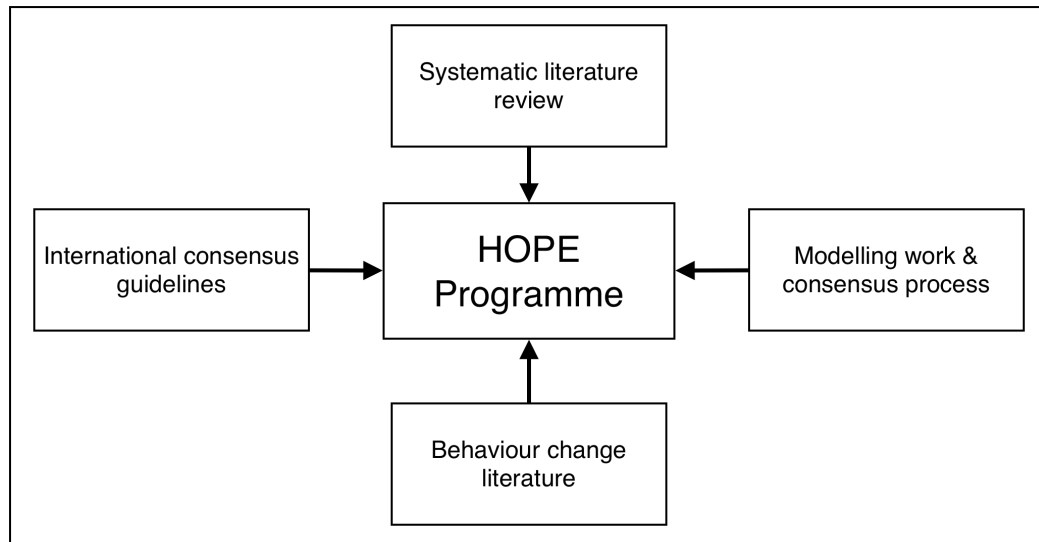 Systematic literature
review
International consensus
guidelines
HOPE
Programme
Modelling work &
consensus process
Behaviour change
literature